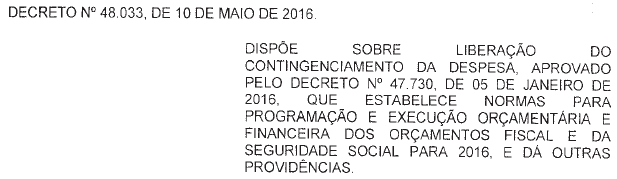 DECRETO Nº 48.033, DE 10 DE MAIO DE 2016.
DISPÕE SOBRE LIBERAÇÃO DO
CONTINGENCIAMENTO DA DESPESA, APROVADO
PELO DECRETO Nº 47.730, DE 05 DE JANEIRO DE
2016, QUE ESTABELECE NORMAS PARA
PROGRAMAÇÃO E EXECUÇÃO ORÇAMENTÁRIA E
FINANCEIRA DOS ORÇAMENTOS FISCAL E DA
SEGURIDADE SOCIAL PARA 2016, E DÁ OUTRAS
PROVIDÊNCIAS.